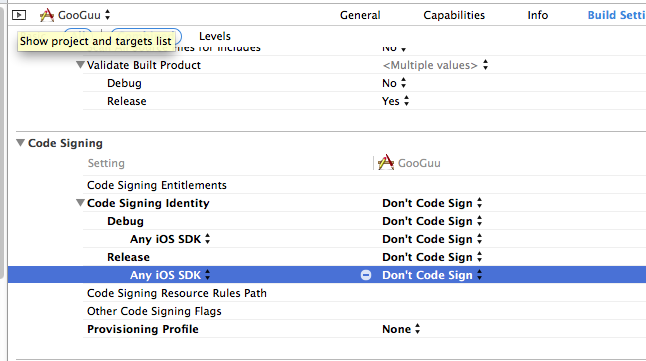 GooGuu General Capabilities Info Build Setti
Show project and targets list Levels
es for Includes No
Validate Built Product <Multiple values>
Debug No
Release Yes
Code Signing
Setting GooGuu
Code Signing Entitlements
Code Signing Identity Don't Code Sign
Debug Don't Code Sign
Any iOS SDK Don't Code Sign
Release Don't Code Sign
Any iOS SDK Don't Code Sign
Code Signing Resource Rules Path
Other Code Signing Flags
Provisioning Profile None